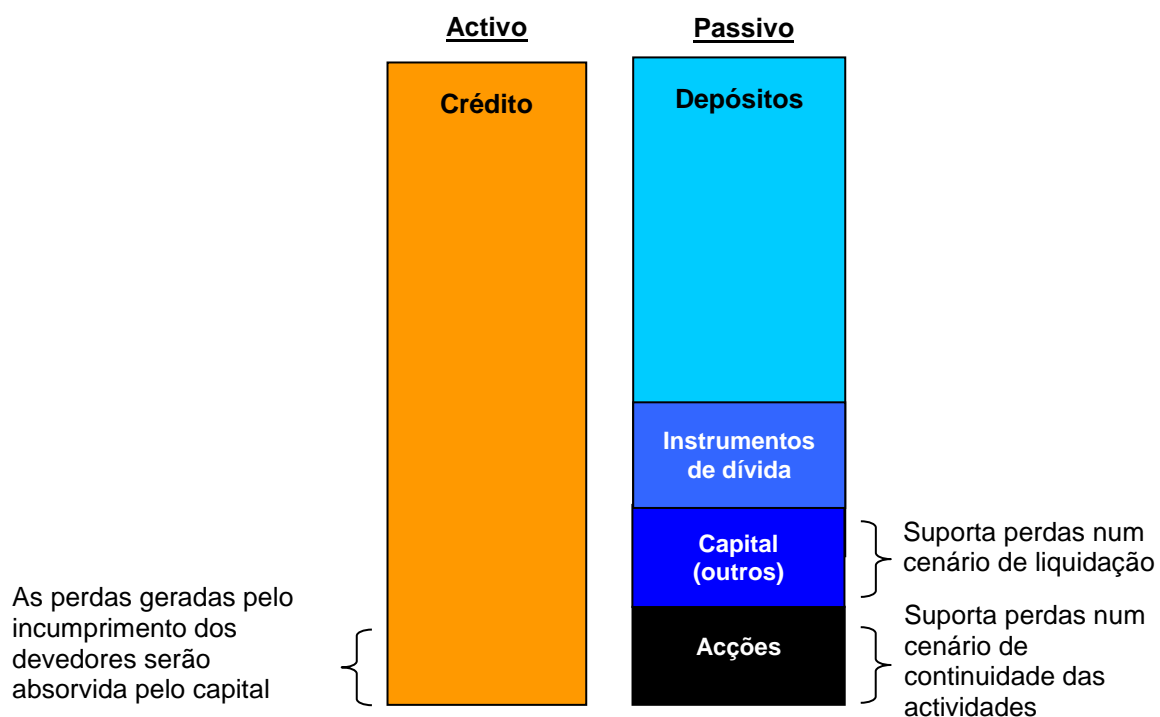 Activo
Passivo
Crédito
Depósitos
Instrumentos
de dívida
Capital
(outros)
Suporta perdas num
cenário de liquidação
As perdas geradas pelo
incumprimento dos
devedores serão
absorvida pelo capital
Acções
Suporta perdas num
cenário de
continuidade das
actividades